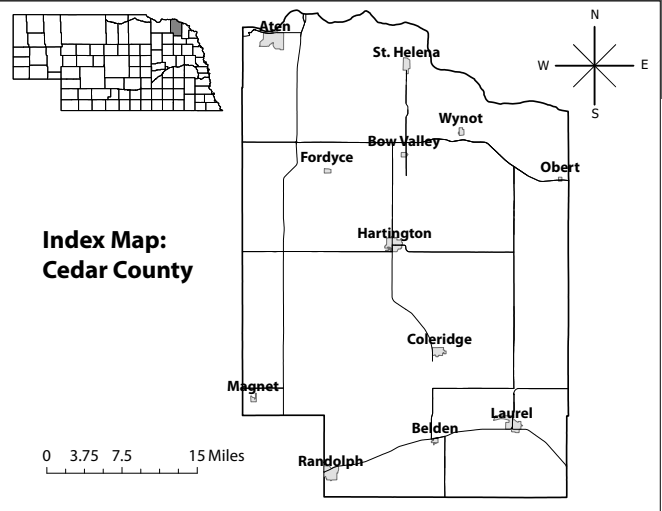 Aten
St. Helena
N
W
E
S
Wynot
Bow Valley
Fordyce
Obert
Hartington
Index Map:
Cedar County
Coleridge
Magnet
Laurel
Belden
Randolph
0 3.75 7.5 15 Miles